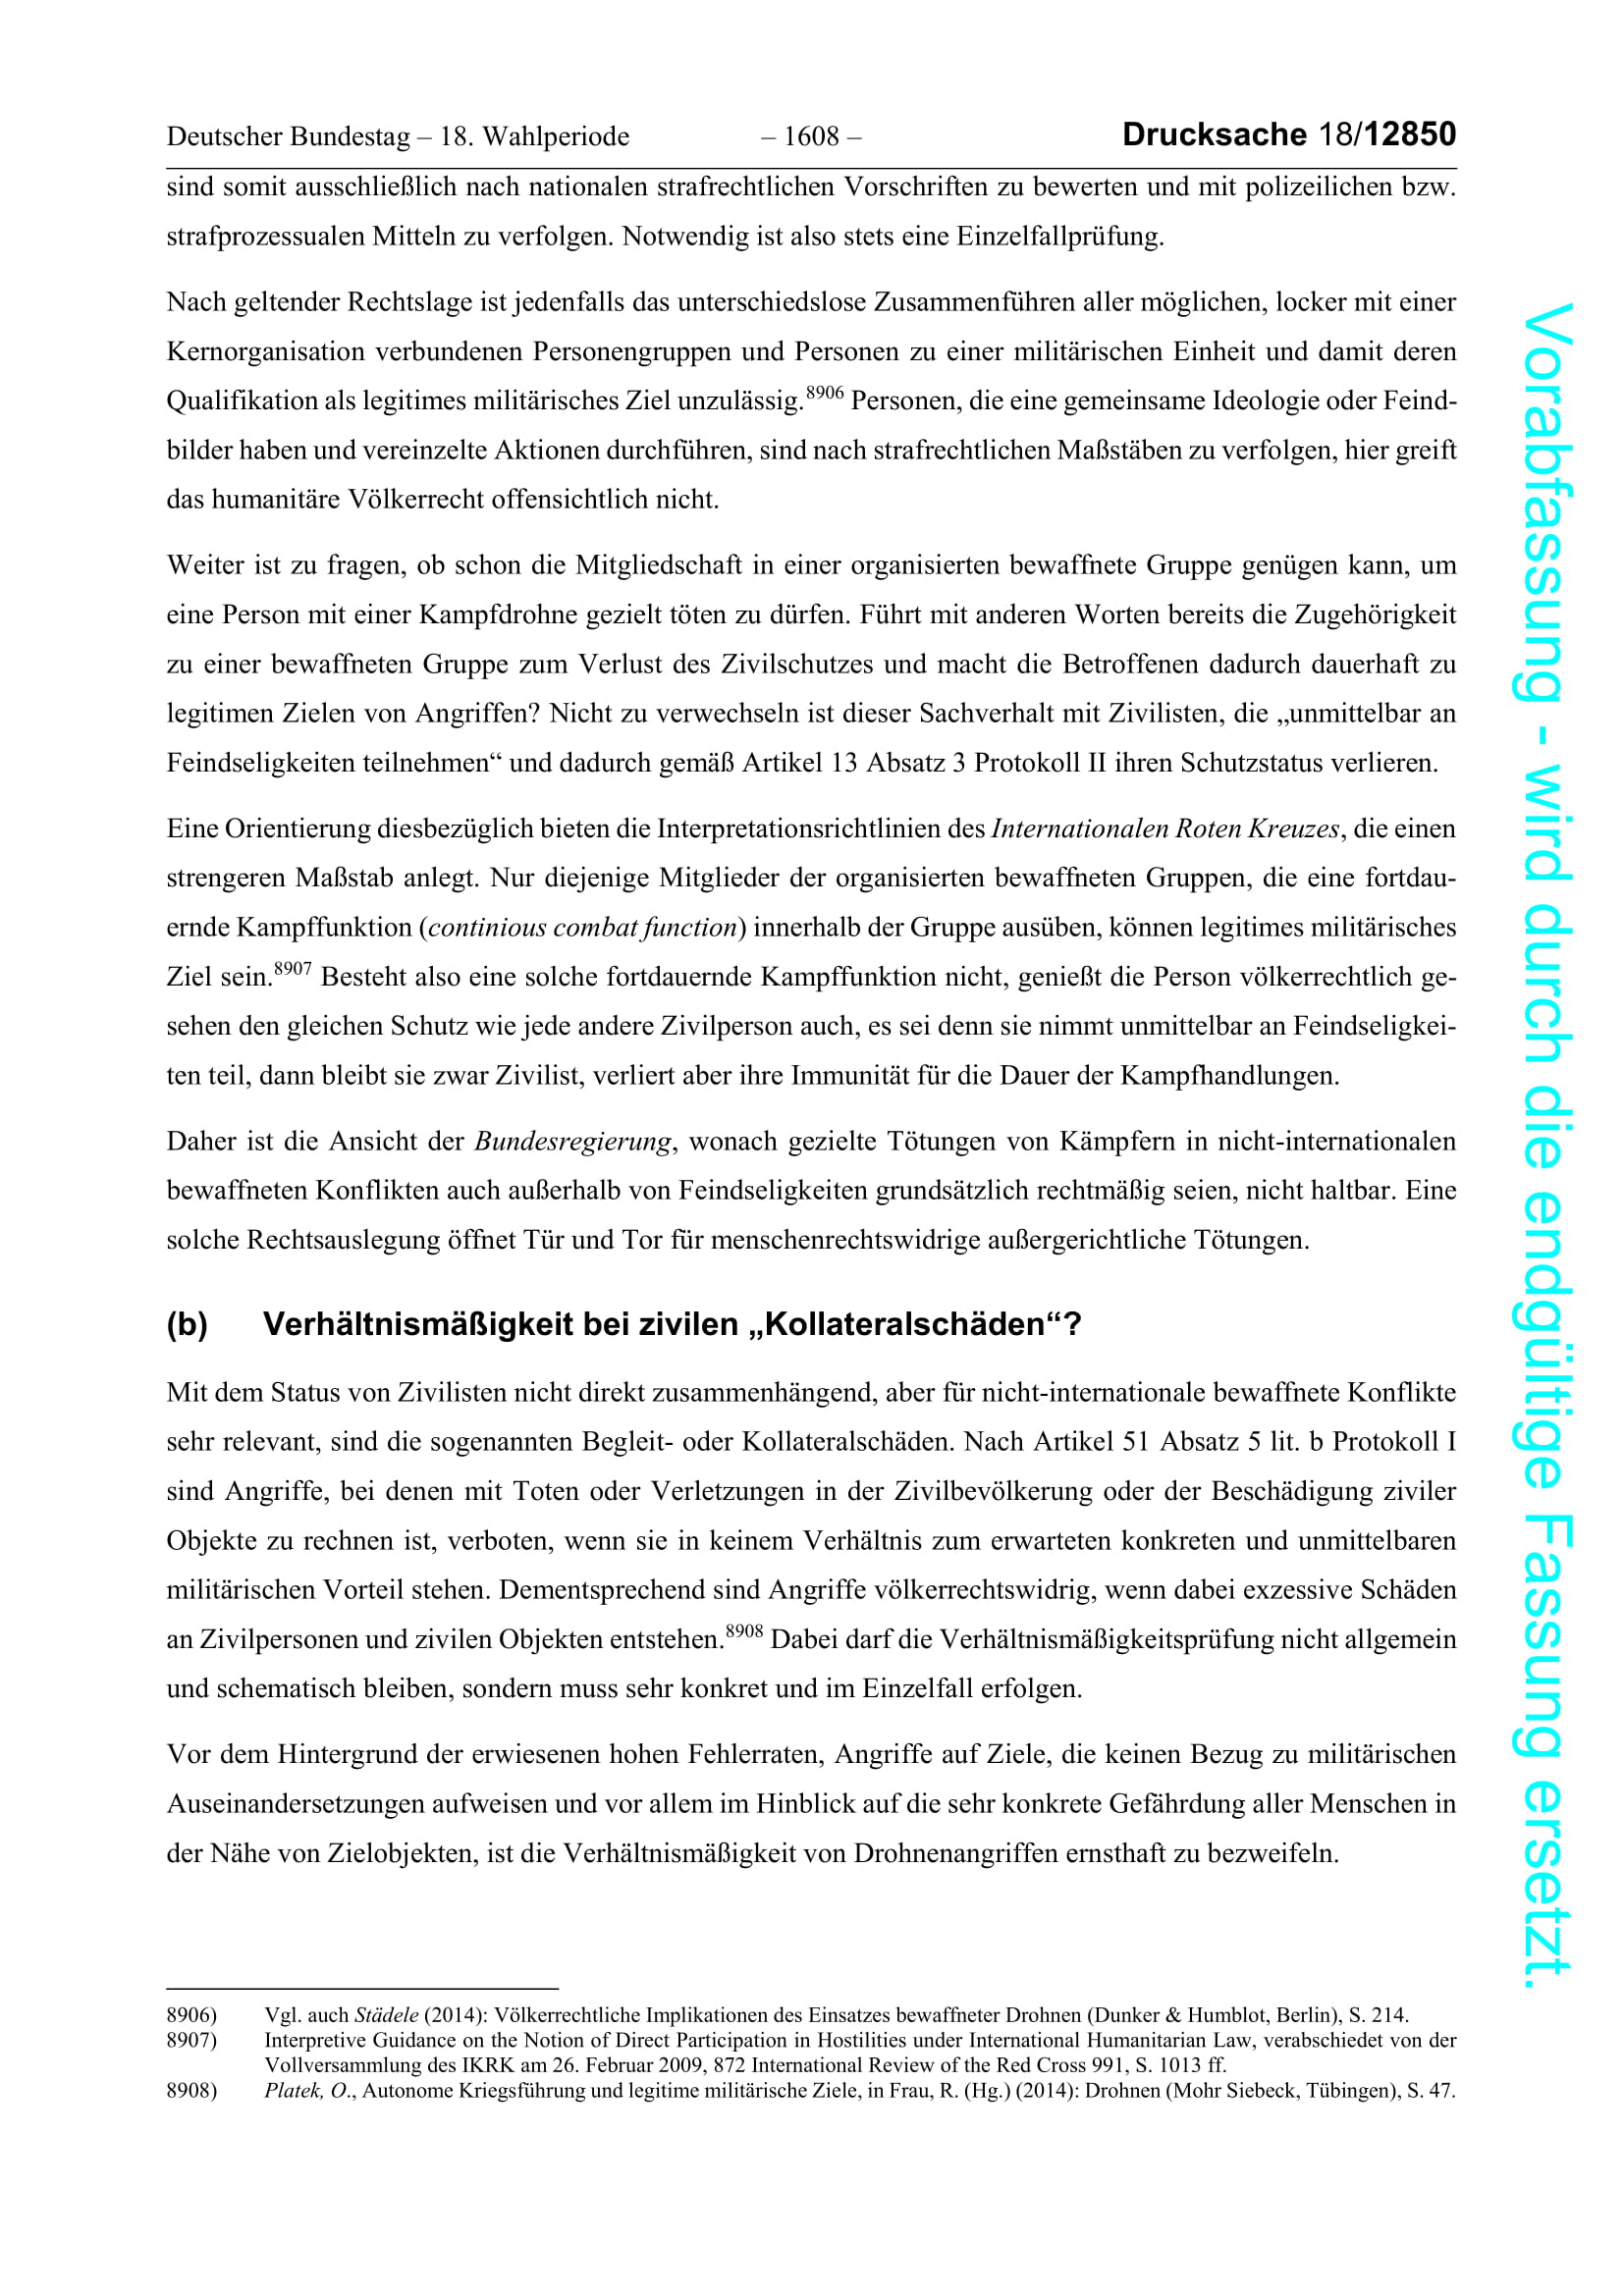 Deutscher Bundestag – 18. Wahlperiode – 1608 – Drucksache 18/12850
sind somit ausschließlich nach nationalen strafrechtlichen Vorschriften zu bewerten und mit polizeilichen bzw.
strafprozessualen Mitteln zu verfolgen. Notwendig ist also stets eine Einzelfallprüfung.
Nach geltender Rechtslage ist jedenfalls das unterschiedslose Zusammenführen aller möglichen, locker mit einer
Kernorganisation verbundenen Personengruppen und Personen zu einer militärischen Einheit und damit deren
Qualifikation als legitimes militärisches Ziel unzulässig.8906 Personen, die eine gemeinsame Ideologie oder Feind-
bilder haben und vereinzelte Aktionen durchführen, sind nach strafrechtlichen Maßstäben zu verfolgen, hier greift
das humanitäre Völkerrecht offensichtlich nicht.
Weiter ist zu fragen, ob schon die Mitgliedschaft in einer organisierten bewaffnete Gruppe genügen kann, um
eine Person mit einer Kampfdrohne gezielt töten zu dürfen. Führt mit anderen Worten bereits die Zugehörigkeit
zu einer bewaffneten Gruppe zum Verlust des Zivilschutzes und macht die Betroffenen dadurch dauerhaft zu
legitimen Zielen von Angriffen? Nicht zu verwechseln ist dieser Sachverhalt mit Zivilisten, die „unmittelbar an
Feindseligkeiten teilnehmen“ und dadurch gemäß Artikel 13 Absatz 3 Protokoll II ihren Schutzstatus verlieren.
Eine Orientierung diesbezüglich bieten die Interpretationsrichtlinien des Internationalen Roten Kreuzes, die einen
strengeren Maßstab anlegt. Nur diejenige Mitglieder der organisierten bewaffneten Gruppen, die eine fortdau-
ernde Kampffunktion (continious combat function) innerhalb der Gruppe ausüben, können legitimes militärisches
Ziel sein.8907 Besteht also eine solche fortdauernde Kampffunktion nicht, genießt die Person völkerrechtlich ge-
sehen den gleichen Schutz wie jede andere Zivilperson auch, es sei denn sie nimmt unmittelbar an Feindseligkei-
ten teil, dann bleibt sie zwar Zivilist, verliert aber ihre Immunität für die Dauer der Kampfhandlungen.
Daher ist die Ansicht der Bundesregierung, wonach gezielte Tötungen von Kämpfern in nicht-internationalen
bewaffneten Konflikten auch außerhalb von Feindseligkeiten grundsätzlich rechtmäßig seien, nicht haltbar. Eine
solche Rechtsauslegung öffnet Tür und Tor für menschenrechtswidrige außergerichtliche Tötungen.
(b) Verhältnismäßigkeit bei zivilen „Kollateralschäden“?
Mit dem Status von Zivilisten nicht direkt zusammenhängend, aber für nicht-internationale bewaffnete Konflikte
sehr relevant, sind die sogenannten Begleit- oder Kollateralschäden. Nach Artikel 51 Absatz 5 lit. b Protokoll I
sind Angriffe, bei denen mit Toten oder Verletzungen in der Zivilbevölkerung oder der Beschädigung ziviler
Objekte zu rechnen ist, verboten, wenn sie in keinem Verhältnis zum erwarteten konkreten und unmittelbaren
militärischen Vorteil stehen. Dementsprechend sind Angriffe völkerrechtswidrig, wenn dabei exzessive Schäden
an Zivilpersonen und zivilen Objekten entstehen.8908 Dabei darf die Verhältnismäßigkeitsprüfung nicht allgemein
und schematisch bleiben, sondern muss sehr konkret und im Einzelfall erfolgen.
Vor dem Hintergrund der erwiesenen hohen Fehlerraten, Angriffe auf Ziele, die keinen Bezug zu militärischen
Auseinandersetzungen aufweisen und vor allem im Hinblick auf die sehr konkrete Gefährdung aller Menschen in
der Nähe von Zielobjekten, ist die Verhältnismäßigkeit von Drohnenangriffen ernsthaft zu bezweifeln.
8906) Vgl. auch Städele (2014): Völkerrechtliche Implikationen des Einsatzes bewaffneter Drohnen (Dunker & Humblot, Berlin), S. 214.
8907) Interpretive Guidance on the Notion of Direct Participation in Hostilities under International Humanitarian Law, verabschiedet von der
Vollversammlung des IKRK am 26. Februar 2009, 872 International Review of the Red Cross 991, S. 1013 ff.
8908) Platek, O., Autonome Kriegsführung und legitime militärische Ziele, in Frau, R. (Hg.) (2014): Drohnen (Mohr Siebeck, Tübingen), S. 47.
Vorabfassung - wird durch die endgültige Fassung ersetzt.